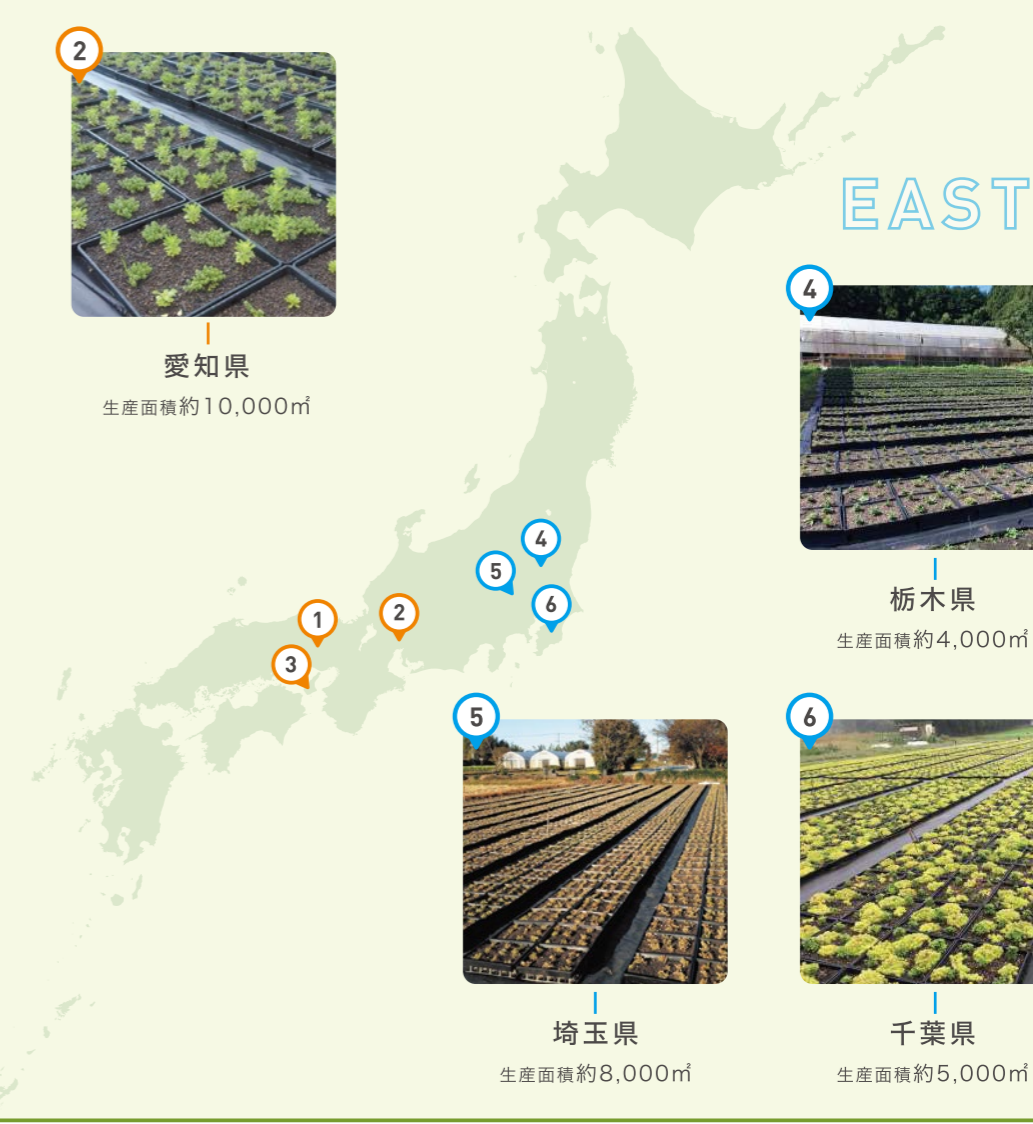 2
愛知県
生産面積約10,000㎡
EAST
4
栃木県
生産面積約4,000㎡
4
5
6
1
2
3
5
埼玉県
生産面積約8,000㎡
6
千葉県
生産面積約5,000㎡